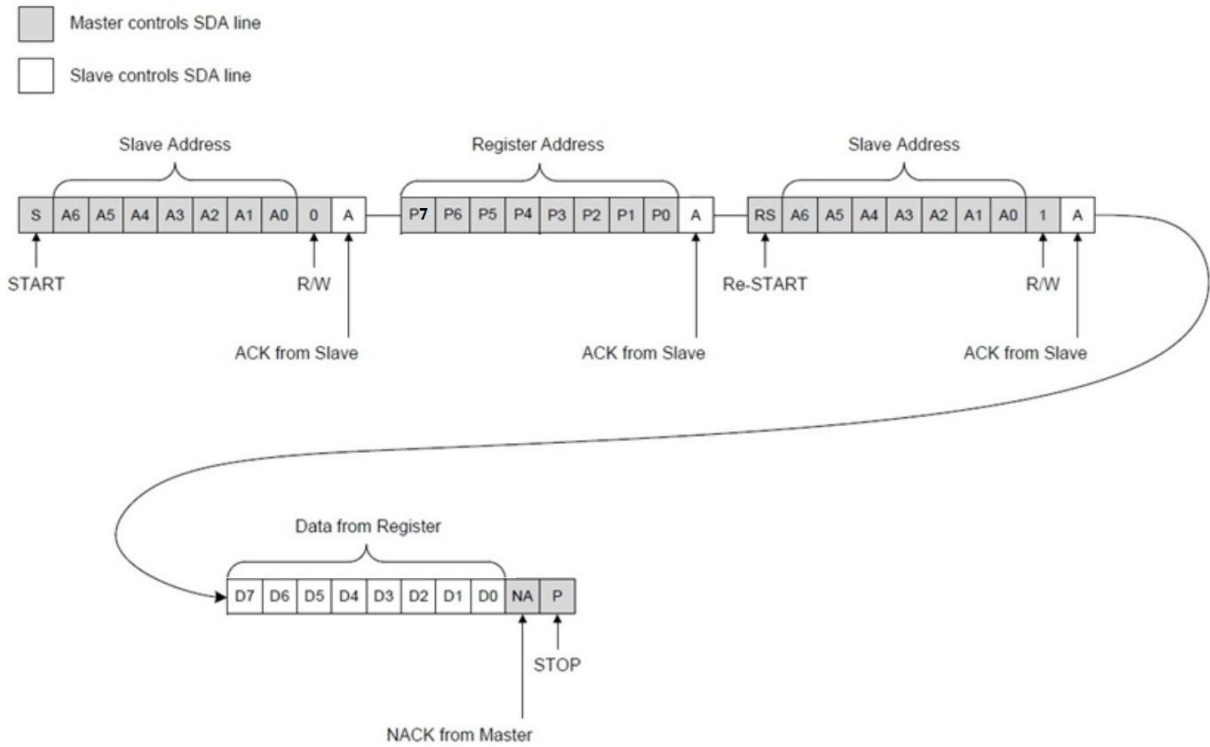 Master controls SDA line
Slave controls SDA line
Slave Address Register Address Slave Address
S A6 A5 A4 A3 A2 A1 A0 0 A P7 P6 P5 P4 P3 P2 P1 P0 A RS A6 A5 A4 A3 A2 A1 A0 1 A
START R/W Re-START R/W
ACK from Slave ACK from Slave ACK from Slave
Data from Register
D7 D6 D5 D4 D3 D2 D1 D0 NA P
STOP
NACK from Master